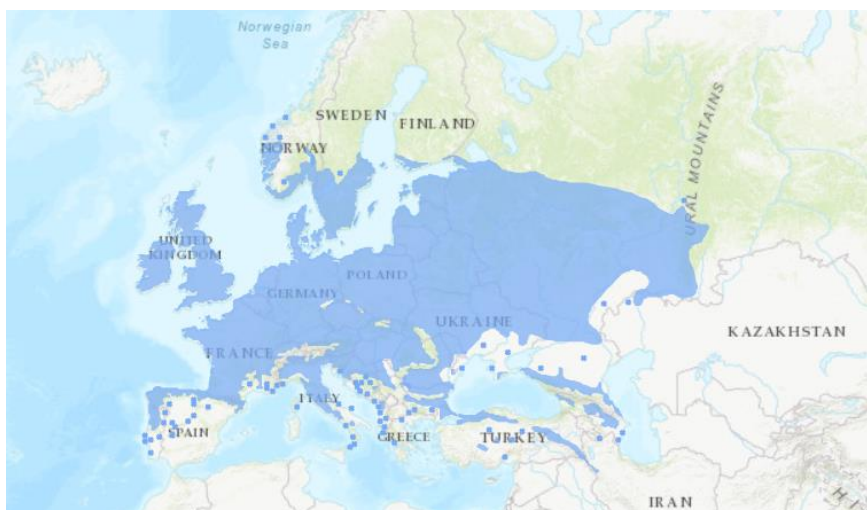 Norwegian
Sea
SWEDEN
FINLAND
NORWAY
URAL MOUNTAINS
UNITED
KINGDOM
POLAND
GERMANY
UKRAINE
KAZAKHSTAN
FRANCE
ITALY
SPAIN
GREECE
TURKEY
IRAN